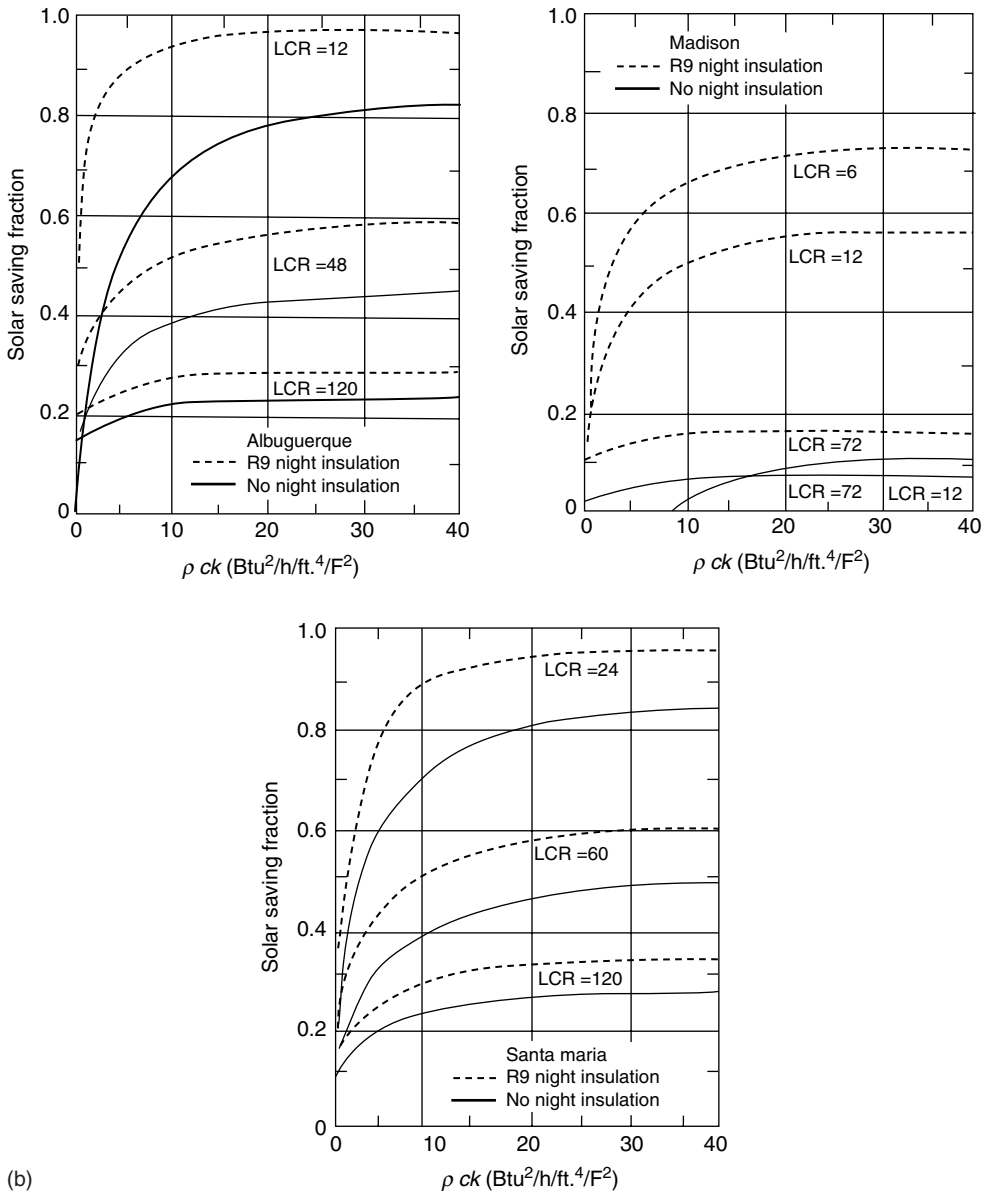 1.0
0.8
0.6
0.4
0.2
0
Solar saving fraction
LCR =12
LCR =48
LCR =120
Albuguerque
R9 night insulation
No night insulation
0 10 20 30 40
ρ ck (Btu²/h/ft.⁴/F²)
1.0
0.8
0.6
0.4
0.2
0
Solar saving fraction
Madison
R9 night insulation
No night insulation
LCR =6
LCR =12
LCR =72
LCR =72 LCR =12
0 10 20 30 40
ρ ck (Btu²/h/ft.⁴/F²)
1.0
0.8
0.6
0.4
0.2
0
Solar saving fraction
LCR =24
LCR =60
LCR =120
Santa maria
R9 night insulation
No night insulation
0 10 20 30 40
ρ ck (Btu²/h/ft.⁴/F²)
(b)